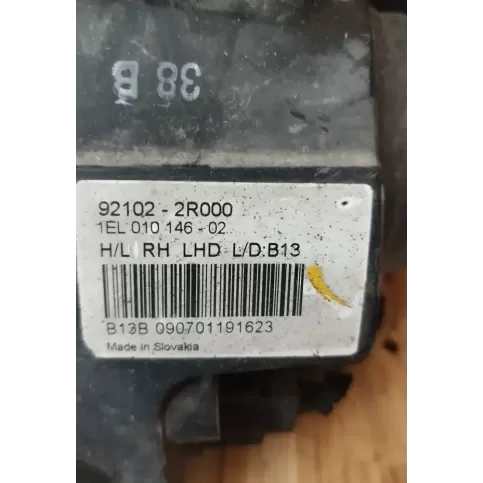 38 B
92102 - 2R000
1EL 010 146 - 02
H/L RH LHD L/D:B13
B13B 090701191623
Made in Slovakia